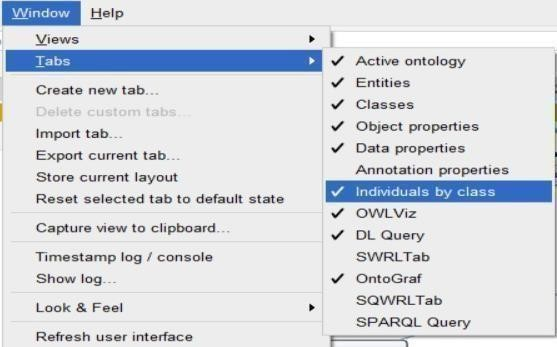 Window Help
Views
Tabs
Create new tab...
Delete custom tabs...
Import tab...
Export current tab...
Store current layout
Reset selected tab to default state
Capture view to clipboard...
Timestamp log / console
Show log...
Look & Feel
Refresh user interface
Active ontology
Entities
Classes
Object properties
Data properties
Annotation properties
Individuals by class
OWLViz
DL Query
SWRLTab
OntoGraf
SQWRLTab
SPARQL Query